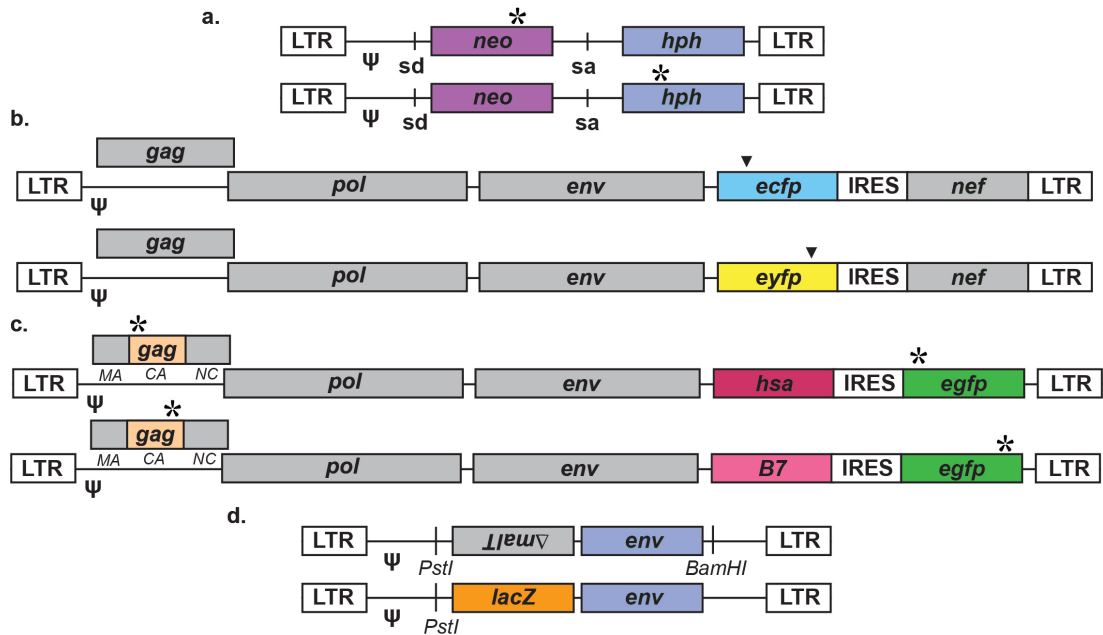 a.
LTR neo * hph LTR
Ψ sd sa
LTR neo hph * LTR
Ψ sd sa
b.
gag
LTR pol env ecfp IRES nef LTR
Ψ
gag
LTR pol env eyfp IRES nef LTR
Ψ
c.
* gag
MA CA NC
LTR pol env hsa IRES egfp * LTR
Ψ
gag *
MA CA NC
LTR pol env B7 IRES egfp * LTR
Ψ
d.
LTR ΔmalT env LTR
Ψ PstI BamHI
LTR lacZ env LTR
Ψ PstI